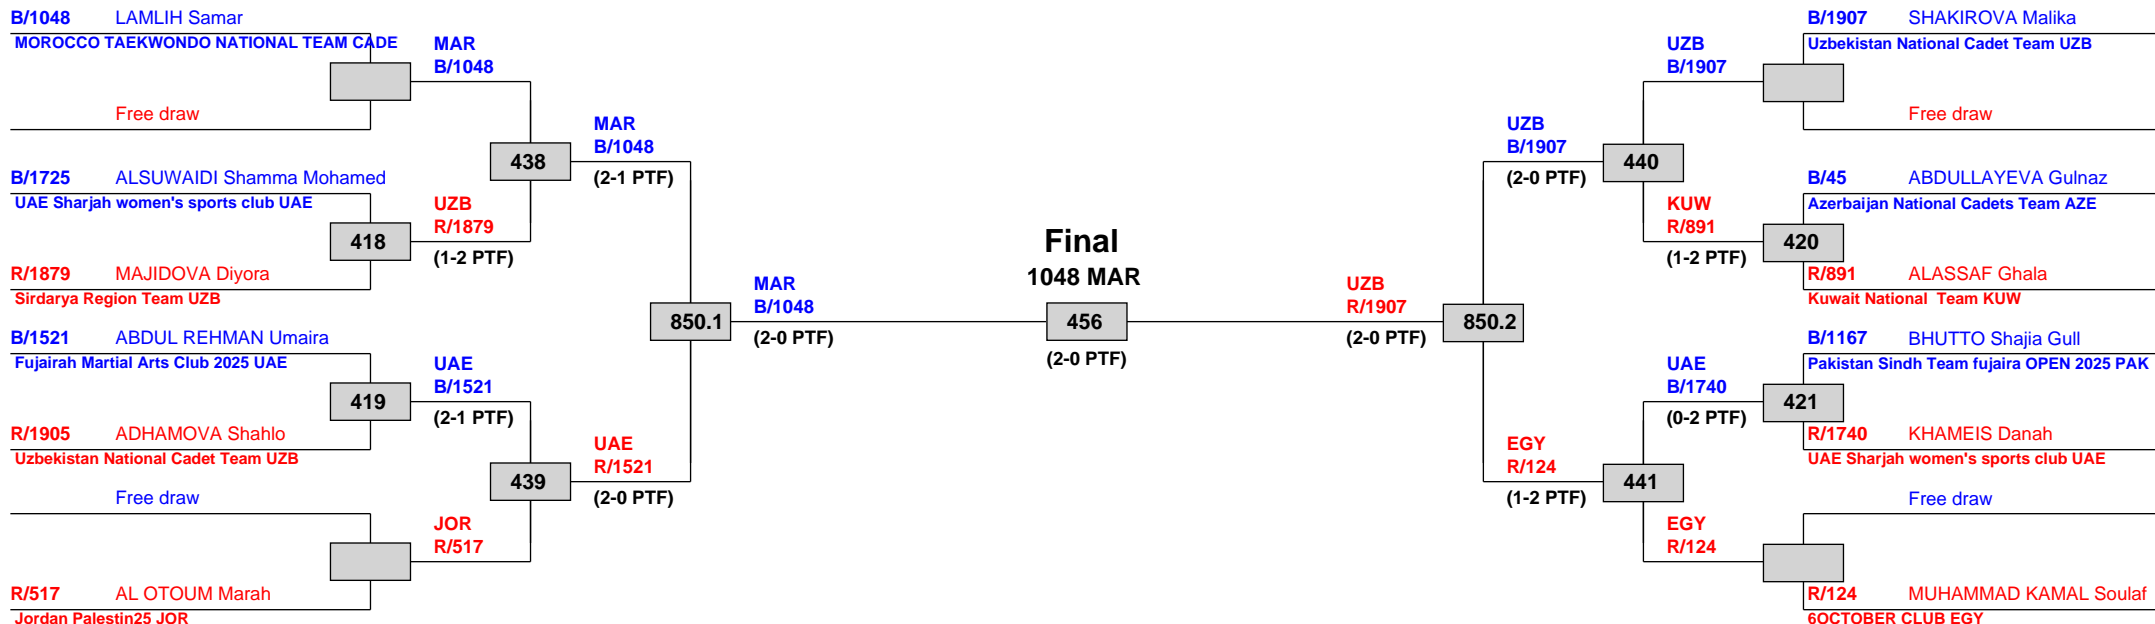 B/1048 LAMLIH Samar
MOROCCO TAEKWONDO NATIONAL TEAM CADE
Free draw
B/1725 ALSUWAIDI Shamma Mohamed
UAE Sharjah women's sports club UAE
418
R/1879 MAJIDOVA Diyora
Sirdarya Region Team UZB
B/1521 ABDUL REHMAN Umaira
Fujairah Martial Arts Club 2025 UAE
419
R/1905 ADHAMOVA Shahlo
Uzbekistan National Cadet Team UZB
Free draw
R/517 AL OTOUM Marah
Jordan Palestin25 JOR
MAR
B/1048
438
UZB
R/1879
(1-2 PTF)
UAE
B/1521
(2-1 PTF)
439
JOR
R/517
MAR
B/1048
(2-1 PTF)
850.1
UAE
R/1521
(2-0 PTF)
MAR
B/1048
(2-0 PTF)
Final
1048 MAR
456
(2-0 PTF)
UZB
R/1907
(2-0 PTF)
850.2
UZB
B/1907
(2-0 PTF)
EGY
R/124
(1-2 PTF)
UZB
B/1907
440
KUW
R/891
(1-2 PTF)
UAE
B/1740
(0-2 PTF)
441
EGY
R/124
B/1907 SHAKIROVA Malika
Uzbekistan National Cadet Team UZB
Free draw
B/45 ABDULLAYEVA Gulnaz
Azerbaijan National Cadets Team AZE
420
R/891 ALASSAF Ghala
Kuwait National  Team KUW
B/1167 BHUTTO Shajia Gull
Pakistan Sindh Team fujaira OPEN 2025 PAK
421
R/1740 KHAMEIS Danah
UAE Sharjah women's sports club UAE
Free draw
R/124 MUHAMMAD KAMAL Soulaf
6OCTOBER CLUB EGY